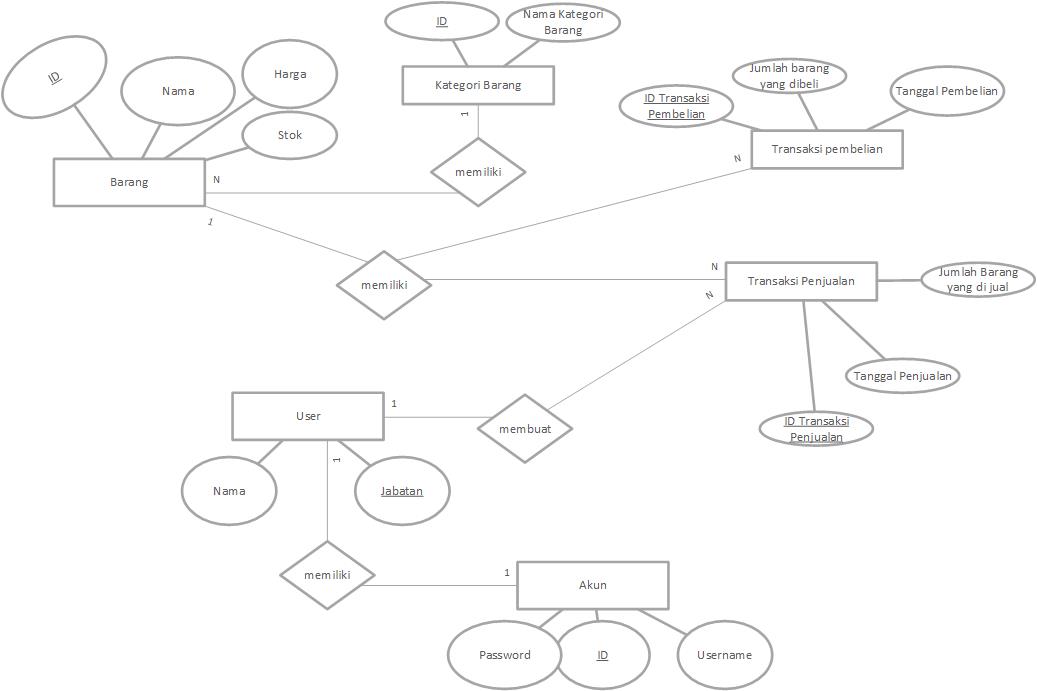 ID
Nama Kategori
Barang
Kategori Barang
1
memiliki
ID
Nama
Harga
Stok
Barang
N
1
Jumlah barang
yang dibeli
ID Transaksi
Pembelian
Tanggal Pembelian
Transaksi pembelian
N
memiliki
N
Transaksi Penjualan
Jumlah Barang
yang di jual
N
Tanggal Penjualan
ID Transaksi
Penjualan
User
1
membuat
Nama
Jabatan
1
memiliki
1
Akun
Password
ID
Username